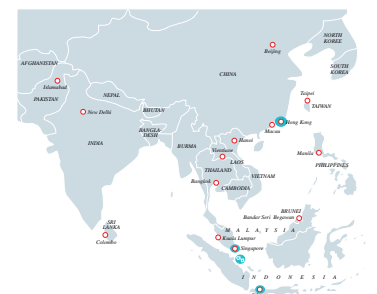 NORTH
KOREE
Beijing
AFGHANISTAN
SOUTH
KOREA
CHINA
Islamabad
NEPAL
Taipei
PAKISTAN
TAIWAN
New Delhi
BHUTAN
Hong Kong
BANGLA-
DESH
Macau
INDIA
Hanoi
BURMA
Vientiane
Manila
LAOS
PHILIPPINES
THAILAND
VIETNAM
Bangkok
CAMBODIA
BRUNEI
Bandar Seri Begawan
SRI
LANKA
MALAYSIA
Colombo
Kuala Lumpur
Singapore
INDONESIA